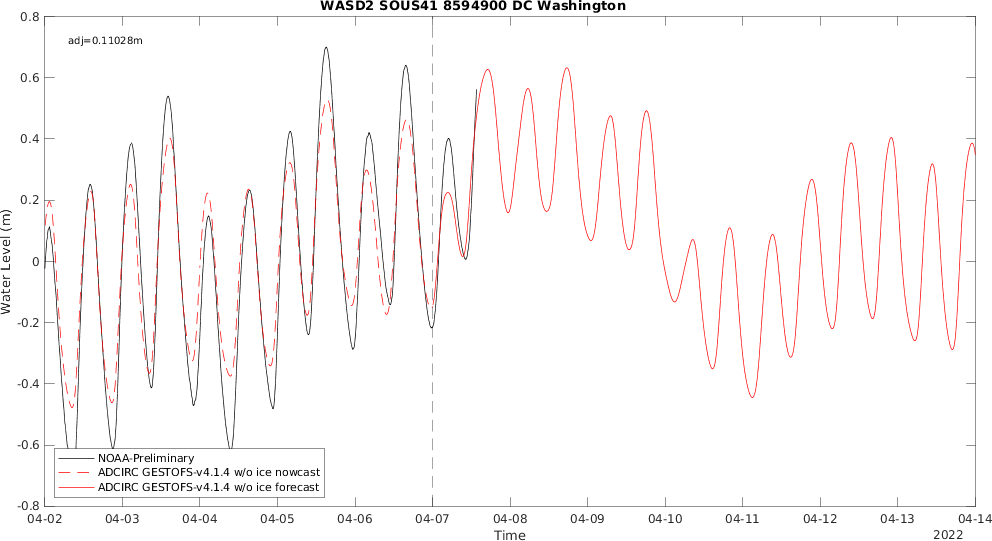 WASD2 SOUS41 8594900 DC Washington
adj=0.11028m
Water Level (m)
0.8
0.6
0.4
0.2
0
-0.2
-0.4
-0.6
-0.8
NOAA-Preliminary
ADCIRC GESTOFS-v4.1.4 w/o ice nowcast
ADCIRC GESTOFS-v4.1.4 w/o ice forecast
04-02 04-03 04-04 04-05 04-06 04-07 04-08 04-09 04-10 04-11 04-12 04-13 04-14
Time
2022